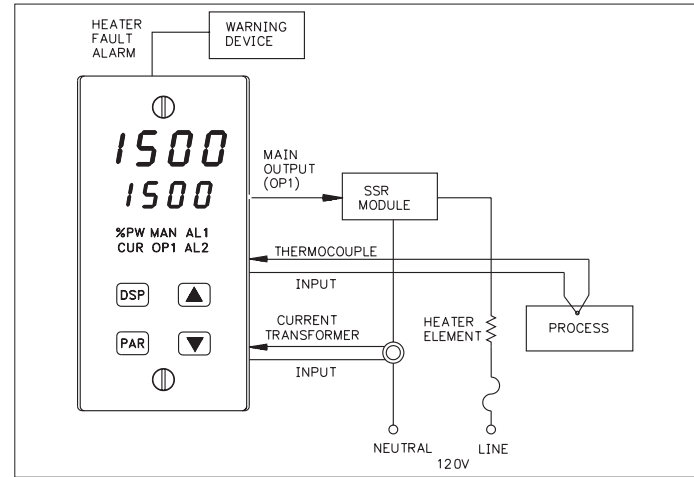 HEATER
FAULT
ALARM
WARNING
DEVICE
1500
1500
%PW MAN AL1
CUR OP1 AL2
DSP
PAR
MAIN
OUTPUT
(OP1)
SSR
MODULE
THERMOCOUPLE
INPUT
CURRENT
TRANSFORMER
INPUT
HEATER
ELEMENT
PROCESS
NEUTRAL
LINE
120V